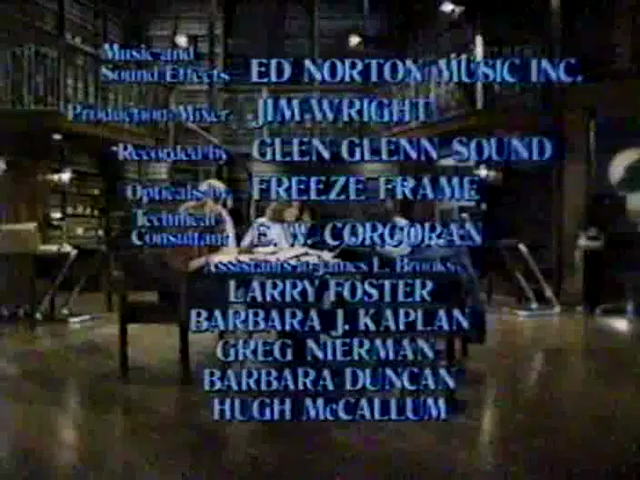 Music and
Sound Effects ED NORTON MUSIC INC.
Production Mixer JIM WRIGHT
Recorded by GLEN GLENN SOUND
Opticals by FREEZE FRAME
Technical
Consultant E. W. CORCORAN
Assistants to James L. Brooks
LARRY FOSTER
BARBARA J. KAPLAN
GREG NIERMAN
BARBARA DUNCAN
HUGH McCALLUM